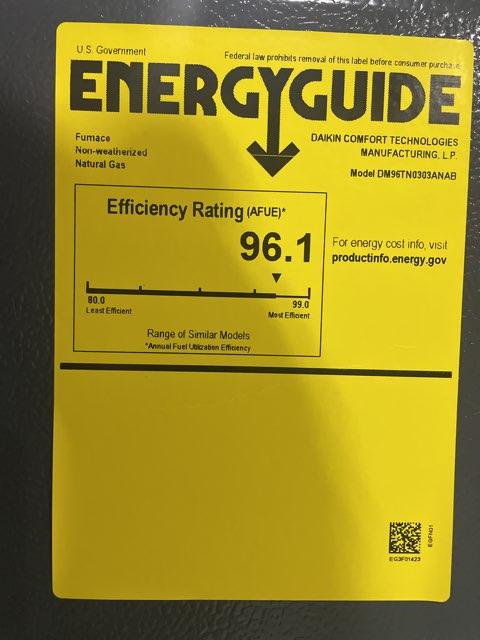 U.S. Government
Federal law prohibits removal of this label before consumer purchase.
ENERGYGUIDE
Furnace
Non-weatherized
Natural Gas
DAIKIN COMFORT TECHNOLOGIES
MANUFACTURING, L.P.
Model DM96TN0303ANAB
Efficiency Rating (AFUE)*
96.1
80.0
Least Efficient
99.0
Most Efficient
Range of Similar Models
*Annual Fuel Utilization Efficiency
For energy cost info, visit
productinfo.energy.gov
EG3F01423